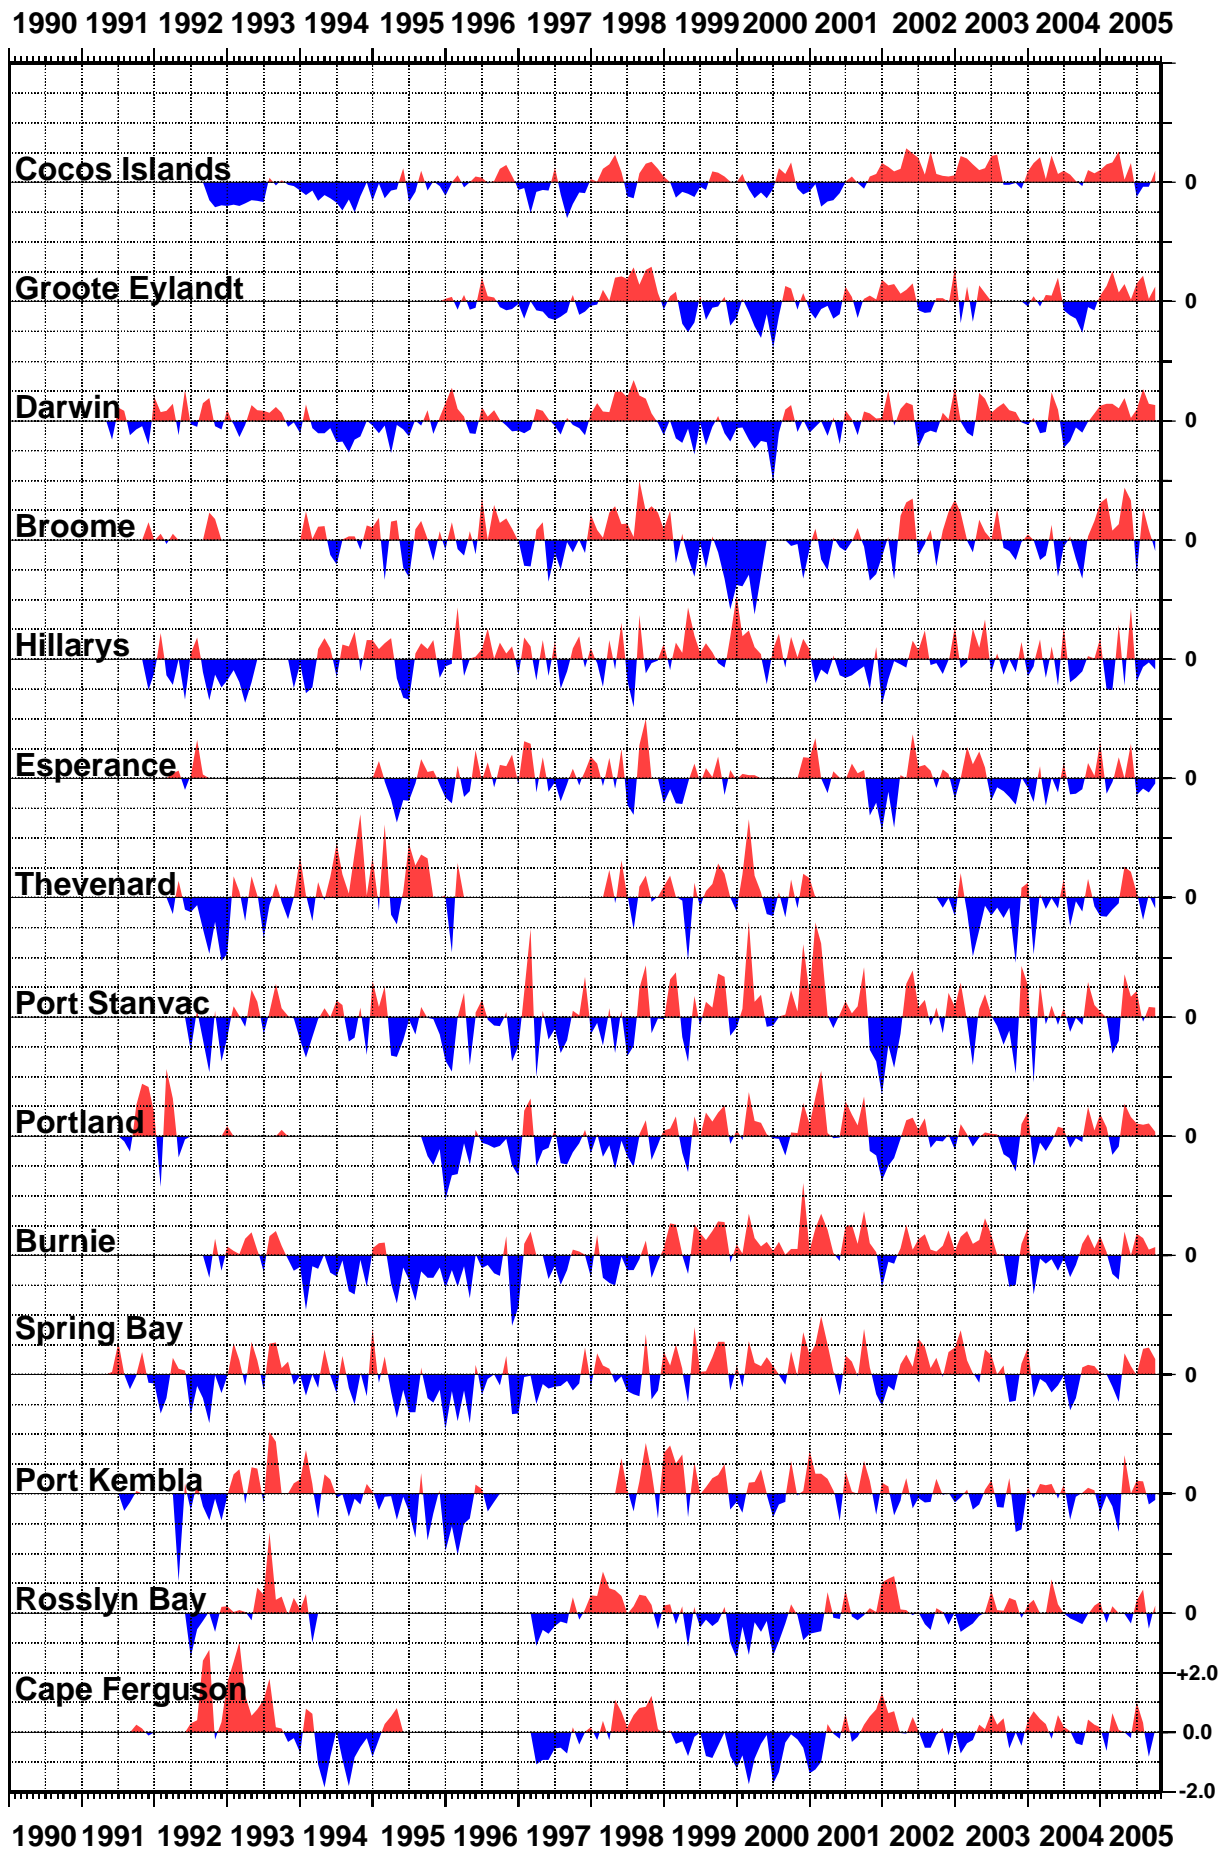 1990 1991 1992 1993 1994 1995 1996 1997 1998 1999 2000 2001 2002 2003 2004 2005
Cocos Islands 0
Groote Eylandt 0
Darwin 0
Broome 0
Hillarys 0
Esperance 0
Thevenard 0
Port Stanvac 0
Portland 0
Burnie 0
Spring Bay 0
Port Kembla 0
Rosslyn Bay 0
+2.0
Cape Ferguson
0.0
-2.0
1990 1991 1992 1993 1994 1995 1996 1997 1998 1999 2000 2001 2002 2003 2004 2005